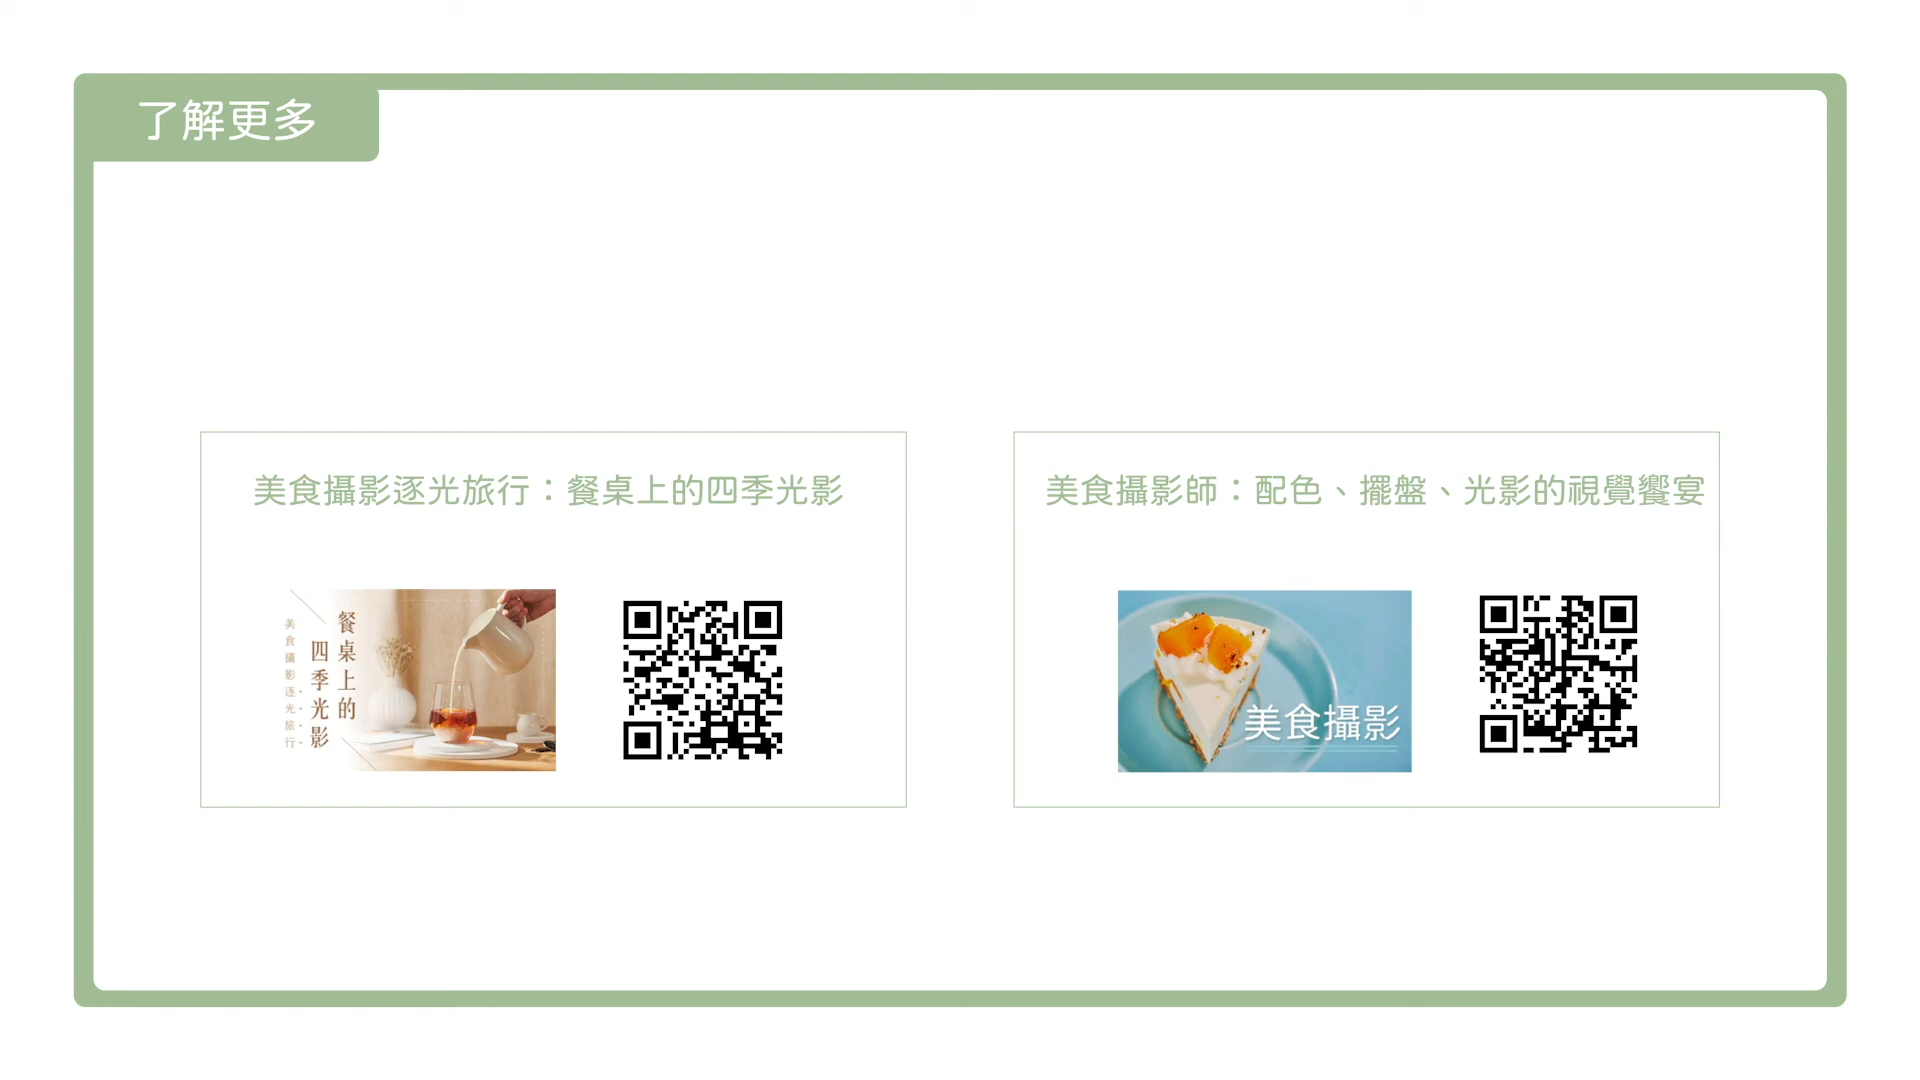 了解更多
美食攝影逐光旅行：餐桌上的四季光影
餐桌上的
四季光影
美食攝影逐光旅行
美食攝影師：配色、擺盤、光影的視覺饗宴
美食攝影